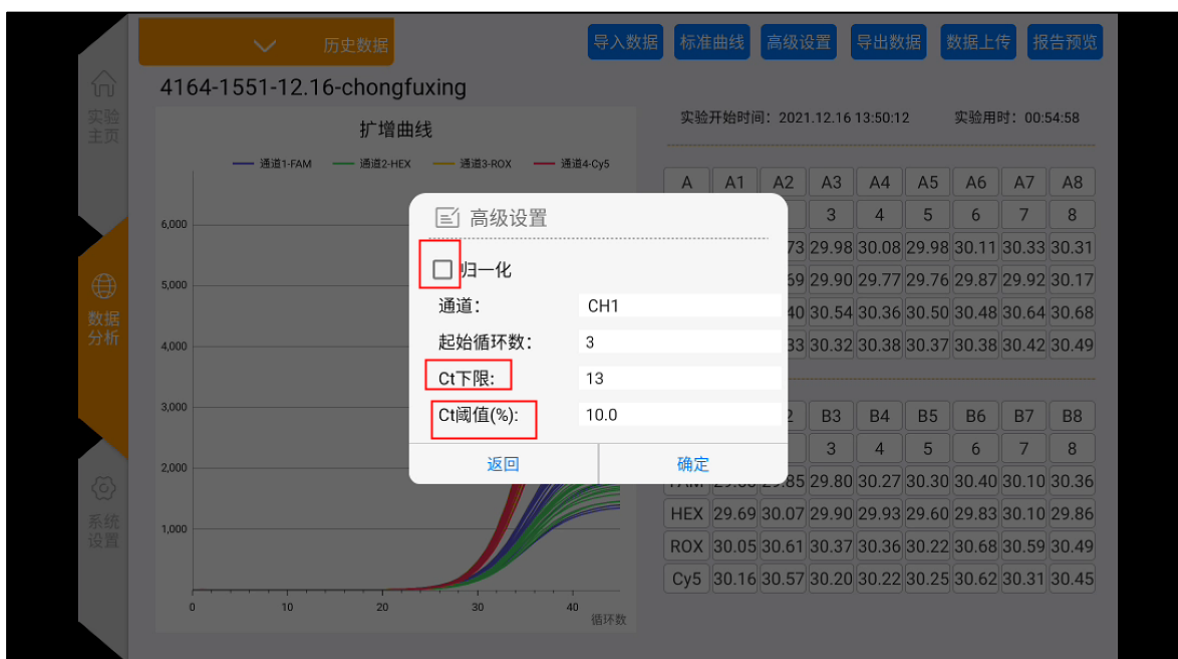 历史数据
导入数据 标准曲线 高级设置 导出数据 数据上传 报告预览
4164-1551-12.16-chongfuxing
实验
主页
数据
分析
系统
设置
扩增曲线
通道1-FAM 通道2-HEX 通道3-ROX 通道4-Cy5
6,000
5,000
4,000
3,000
2,000
1,000
0 10 20 30 40
循环数
高级设置
归一化
通道: CH1
起始循环数: 3
Ct下限: 13
Ct阈值(%): 10.0
返回 确定
实验开始时间: 2021.12.16 13:50:12 实验用时: 00:54:58
A A1 A2 A3 A4 A5 A6 A7 A8
3 4 5 6 7 8
73 29.98 30.08 29.98 30.11 30.33 30.31
69 29.90 29.77 29.76 29.87 29.92 30.17
40 30.54 30.36 30.50 30.48 30.64 30.68
33 30.32 30.38 30.37 30.38 30.42 30.49
2 B3 B4 B5 B6 B7 B8
3 4 5 6 7 8
29.80 30.27 30.30 30.40 30.10 30.36
HEX 29.69 30.07 29.90 29.93 29.60 29.83 30.10 29.86
ROX 30.05 30.61 30.37 30.36 30.22 30.68 30.59 30.49
Cy5 30.16 30.57 30.20 30.22 30.25 30.62 30.31 30.45